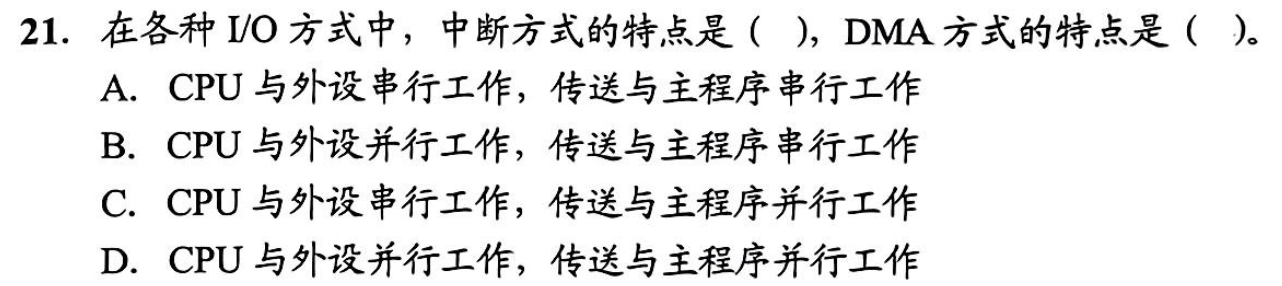 21. 在各种 I/O 方式中，中断方式的特点是（ ），DMA 方式的特点是（ ）。
A. CPU 与外设串行工作，传送与主程序串行工作
B. CPU 与外设并行工作，传送与主程序串行工作
C. CPU 与外设串行工作，传送与主程序并行工作
D. CPU 与外设并行工作，传送与主程序并行工作